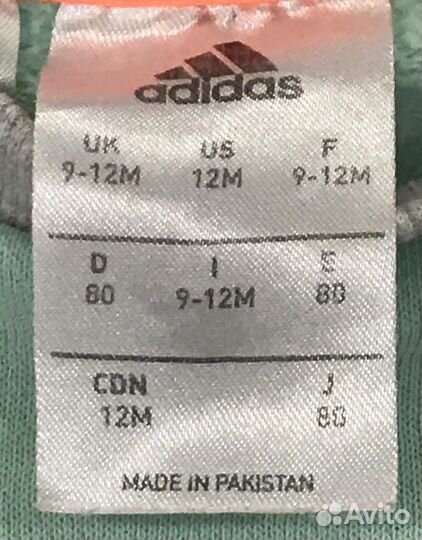 adidas
UK US F
9-12M 12M 9-12M
D I E
80 9-12M 80
CDN J
12M 80
MADE IN PAKISTAN
Avito